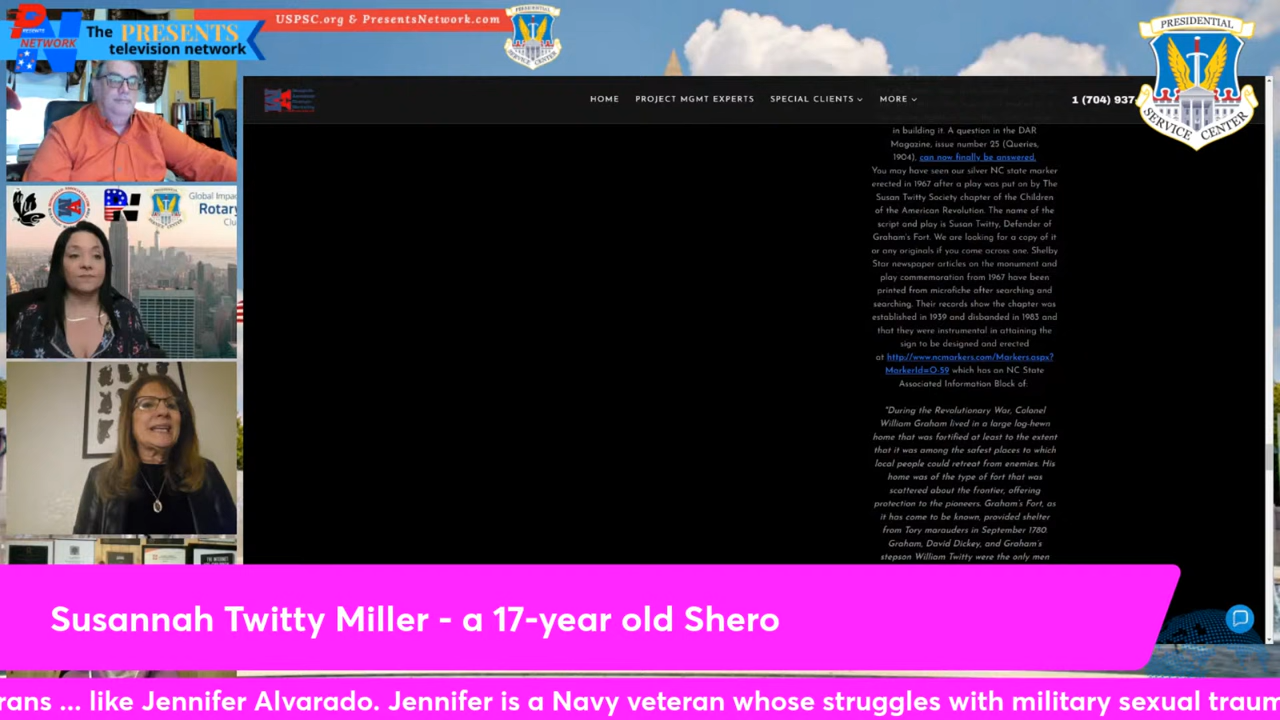 PRESENTS
NETWORK
The PRESENTS
television network
USPSC.org & PresentsNetwork.com
PRESIDENTIAL
SERVICE CENTER
Global Impac
Rotary
Clu
HOME PROJECT MGMT EXPERTS SPECIAL CLIENTS MORE 1 (704) 937
in building it. A question in the DAR
Magazine, issue number 25 (Queries,
1904), can now finally be answered.
You may have seen our silver NC state marker
erected in 1967 after a play was put on by The
Susan Twitty Society chapter of the Children
of the American Revolution. The name of the
script and play is Susan Twitty, Defender of
Graham's Fort. We are looking for a copy of it
or any originals if you come across one. Shelby
Star newspaper articles on the monument and
play commemoration from 1967 have been
printed from microfiche after searching and
searching. Their records show the chapter was
established in 1939 and disbanded in 1983 and
that they were instrumental in attaining the
sign to be designed and erected
at http://www.ncmarkers.com/Markers.aspx?
MarkerId=O-59 which has an NC State
Associated Information Block of:
"During the Revolutionary War, Colonel
William Graham lived in a large log-hewn
home that was fortified at least to the extent
that it was among the safest places to which
local people could retreat from enemies. His
home was of the type of fort that was
scattered about the frontier, offering
protection to the pioneers. Graham's Fort, as
it has come to be known, provided shelter
from Tory marauders in September 1780.
Graham, David Dickey, and Graham's
stepson William Twitty were the only men
Susannah Twitty Miller - a 17-year old Shero
rans ... like Jennifer Alvarado. Jennifer is a Navy veteran whose struggles with military sexual traum